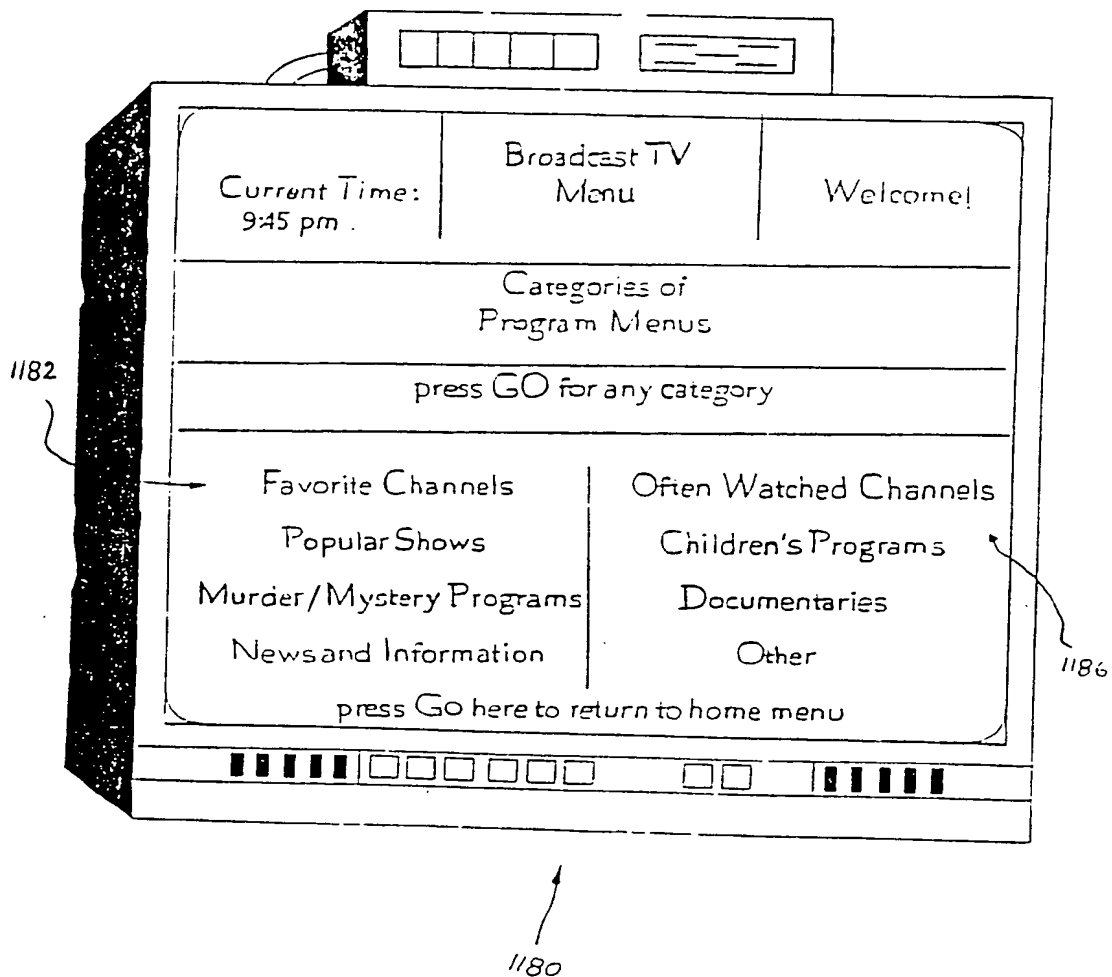 Broadcast TV
Menu
Current Time:
9:45 pm .
Welcome!
Categories of
Program Menus
press GO for any category
1182
Favorite Channels
Often Watched Channels
Popular Shows
Children's Programs
Murder/Mystery Programs
Documentaries
News and Information
Other
1186
press Go here to return to home menu
1180